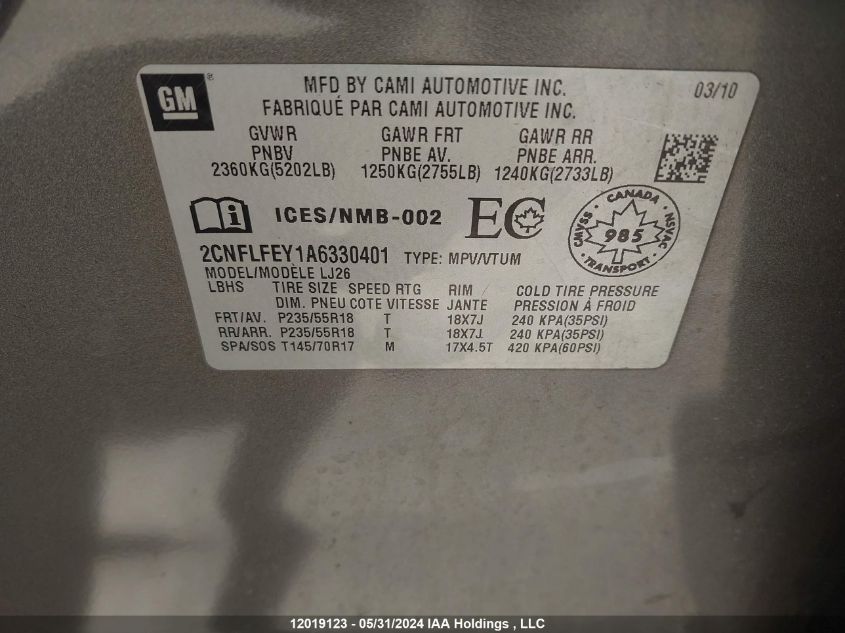 GM ®
MFD BY CAMI AUTOMOTIVE INC. 03/10
FABRIQUÉ PAR CAMI AUTOMOTIVE INC.
GVWR GAWR FRT GAWR RR
PNBV PNBE AV. PNBE ARR.
2360KG(5202LB) 1250KG(2755LB) 1240KG(2733LB)
i ICES/NMB-002 EC
CANADA
CMVSS 985 NSVAC
TRANSPORT
2CNFLFEY1A6330401 TYPE: MPV/VTUM
MODEL/MODÈLE LJ26
LBHS TIRE SIZE SPEED RTG RIM / COLD TIRE PRESSURE
DIM. PNEU COTE VITESSE JANTE PRESSION À FROID
FRT/AV. P235/55R18 T 18X7J 240 KPA(35PSI)
RR/ARR. P235/55R18 T 18X7J 240 KPA(35PSI)
SPA/SOS T145/70R17 M 17X4.5T 420 KPA(60PSI)
12019123 - 05/31/2024 IAA Holdings , LLC